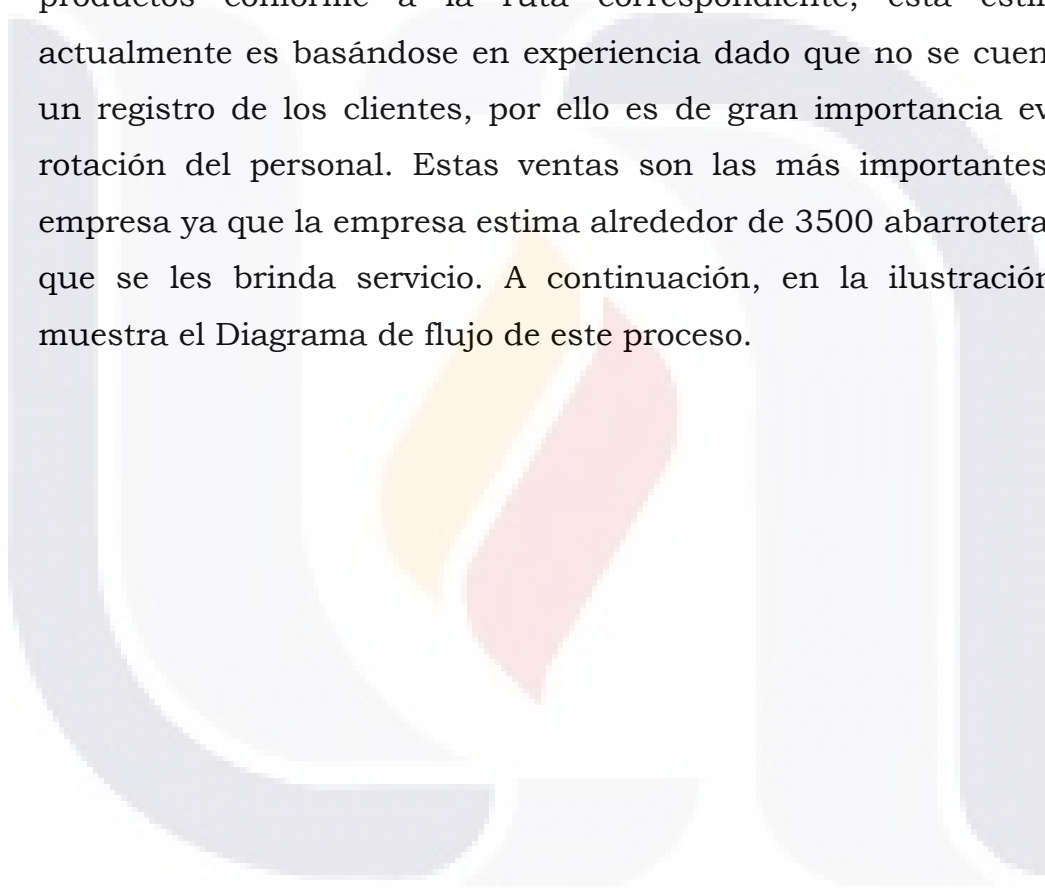 productos conforme a la ruta correspondiente, esta
actualmente es basándose en experiencia dado que no se cuen
un registro de los clientes, por ello es de gran importancia ev
rotación del personal. Estas ventas son las más importantes
empresa ya que la empresa estima alrededor de 3500 abarrotera
que se les brinda servicio. A continuación, en la ilustración
muestra el Diagrama de flujo de este proceso.